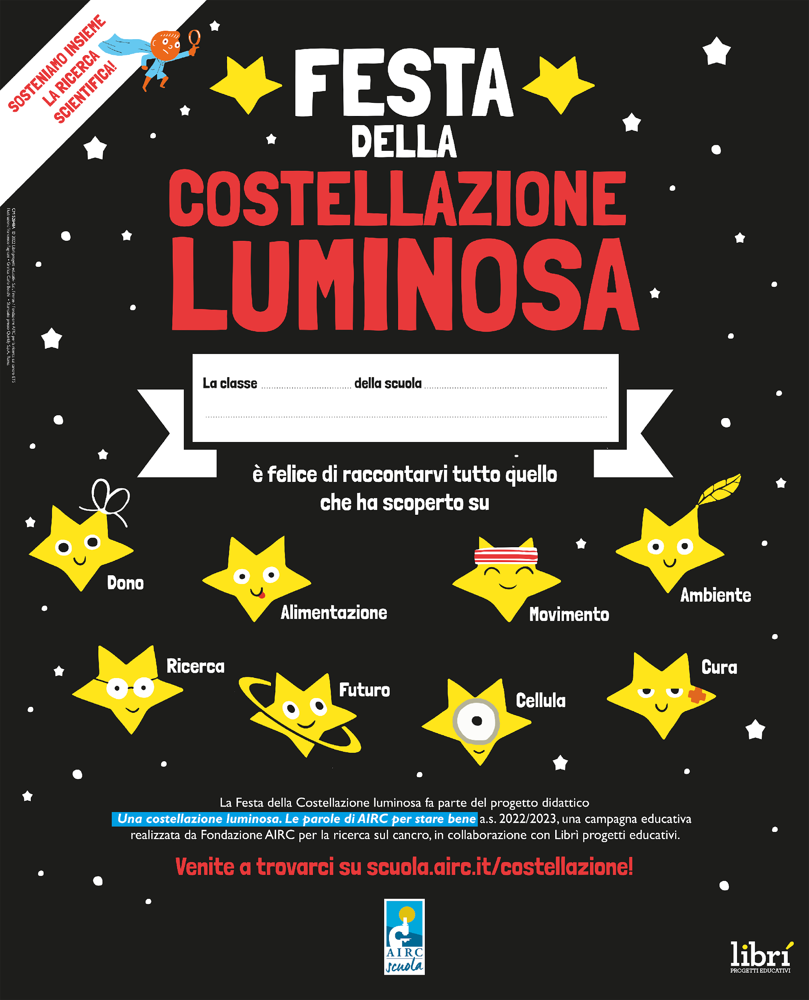 SOSTENIAMO INSIEME
LA RICERCA
SCIENTIFICA!
FESTA
DELLA
COSTELLAZIONE
LUMINOSA
CM 5284BA © 2022 Librì progetti educativi S.r.l., Firenze / Fondazione AIRC per la ricerca sul cancro ETS
Illustrazioni: Francesco Fagnani • Grafica: Carlo Boschi • Stampato presso Quintily S.p.A., Roma
La classe ........................ della scuola ........................
è felice di raccontarvi tutto quello
che ha scoperto su
Dono
Alimentazione
Movimento
Ambiente
Ricerca
Futuro
Cellula
Cura
La Festa della Costellazione luminosa fa parte del progetto didattico
Una costellazione luminosa. Le parole di AIRC per stare bene a.s. 2022/2023, una campagna educativa
realizzata da Fondazione AIRC per la ricerca sul cancro, in collaborazione con Librì progetti educativi.
Venite a trovarci su scuola.airc.it/costellazione!
AIRC
scuola
librì
PROGETTI EDUCATIVI